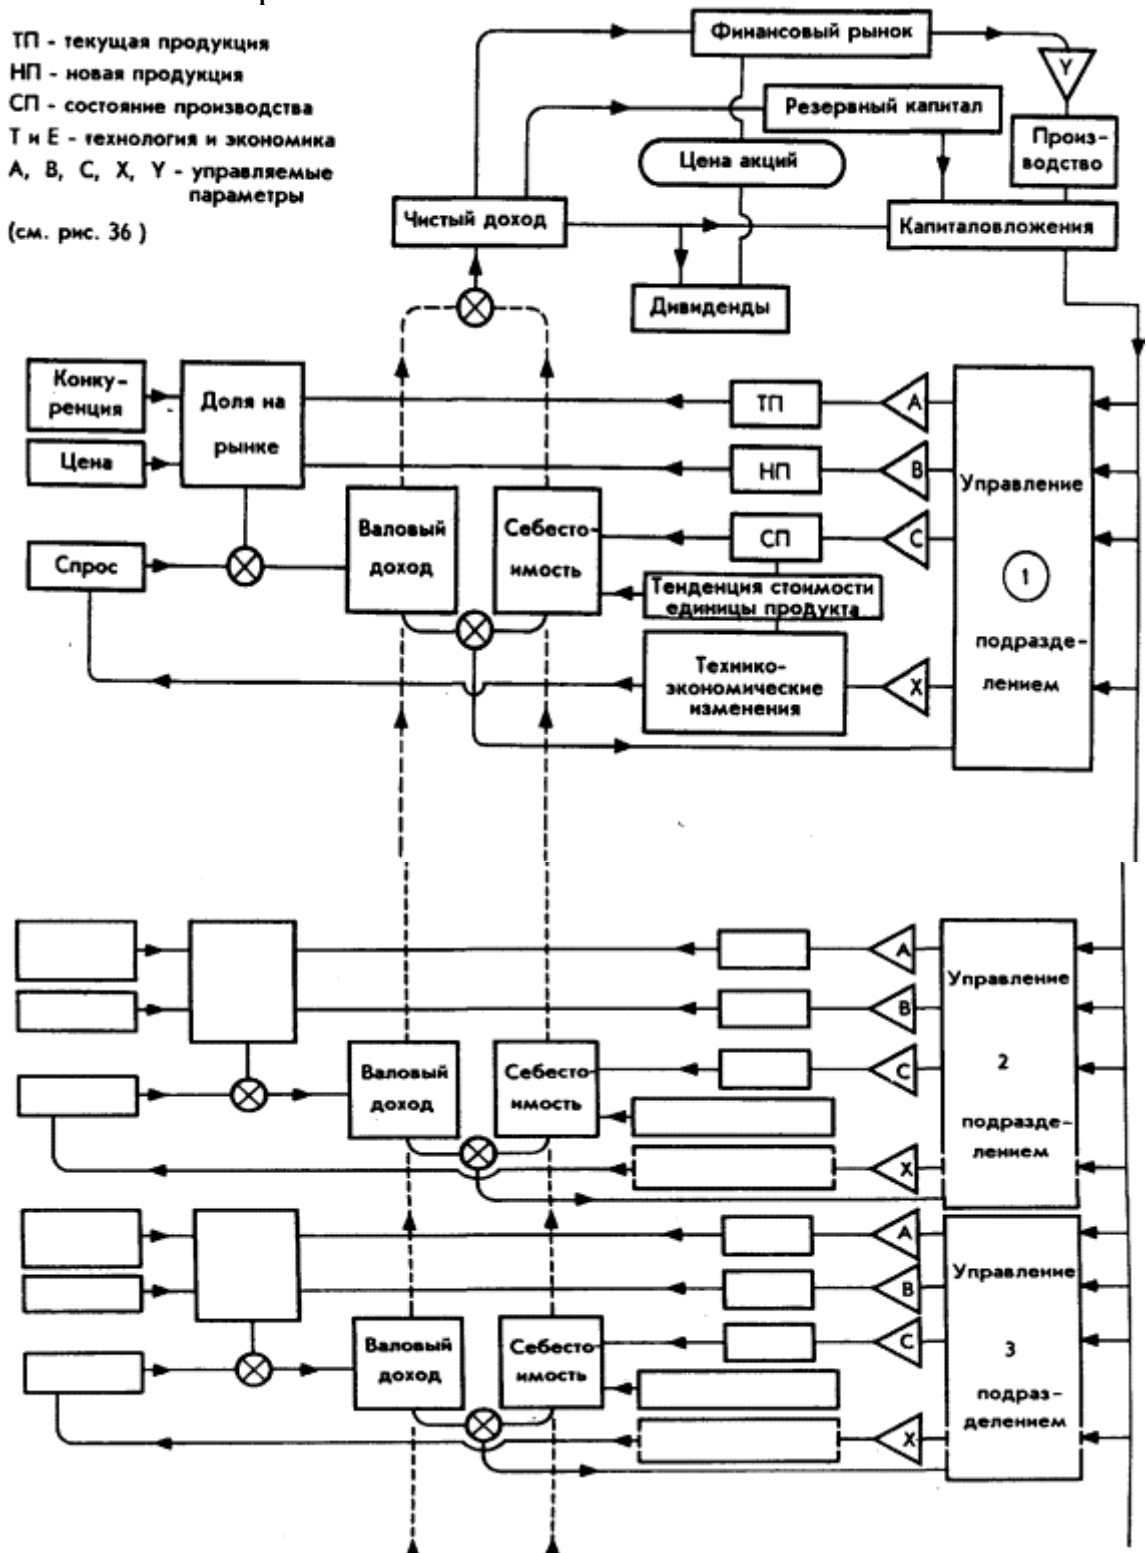 ТП - текущая продукция
НП - новая продукция
СП - состояние производства
Т и Е - технология и экономика
А, В, С, Х, Y - управляемые
параметры
(см. рис. 36 )
Финансовый рынок
Y
Резервный капитал
Произ-
водство
Цена акций
Чистый доход
Капиталовложения
Дивиденды
Конку-
ренция
Доля на
рынке
ТП
А
Цена
НП
В
Управление
1
подразде-
лением
Валовый
доход
Себесто-
имость
СП
С
Спрос
Тенденция стоимости
единицы продукта
Технико-
экономические
изменения
Х
А
Управление
2
подразде-
лением
В
Валовый
доход
Себесто-
имость
С
Х
А
Управление
3
подраз-
делением
В
Валовый
доход
Себесто-
имость
С
Х